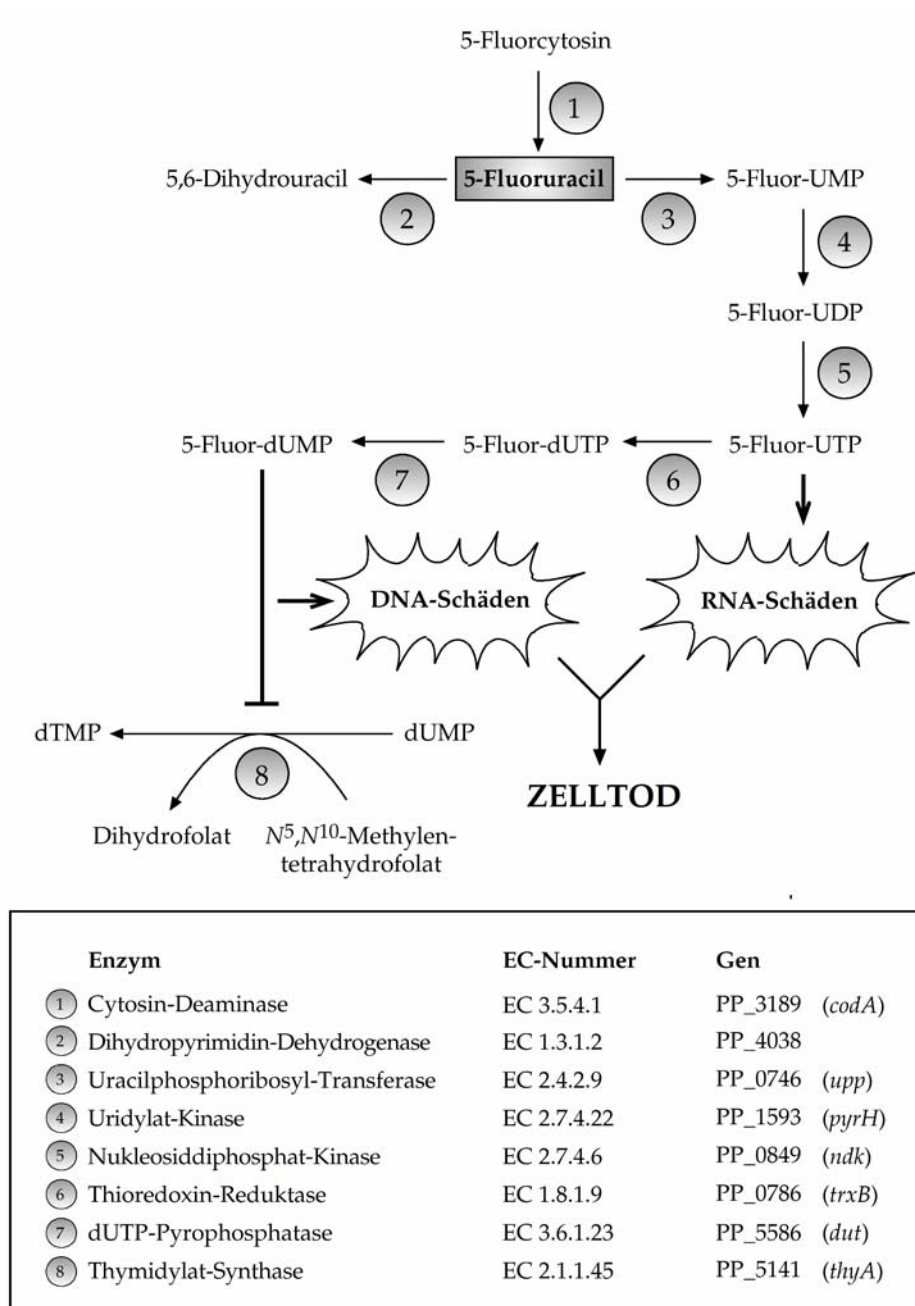 5-Fluorcytosin
1
5,6-Dihydrouracil 5-Fluoruracil 5-Fluor-UMP
2 3
4
5-Fluor-UDP
5
5-Fluor-dUMP 5-Fluor-dUTP 5-Fluor-UTP
7 6
DNA-Schäden RNA-Schäden
dTMP dUMP
8
ZELLTOD
Dihydrofolat N⁵,N¹⁰-Methylen-
tetrahydrofolat
Enzym EC-Nummer Gen
1 Cytosin-Deaminase EC 3.5.4.1 PP_3189 (codA)
2 Dihydropyrimidin-Dehydrogenase EC 1.3.1.2 PP_4038
3 Uracilphosphoribosyl-Transferase EC 2.4.2.9 PP_0746 (upp)
4 Uridylat-Kinase EC 2.7.4.22 PP_1593 (pyrH)
5 Nukleosiddiphosphat-Kinase EC 2.7.4.6 PP_0849 (ndk)
6 Thioredoxin-Reduktase EC 1.8.1.9 PP_0786 (trxB)
7 dUTP-Pyrophosphatase EC 3.6.1.23 PP_5586 (dut)
8 Thymidylat-Synthase EC 2.1.1.45 PP_5141 (thyA)